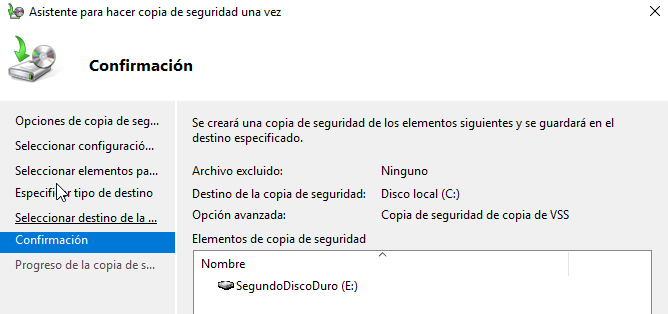 Asistente para hacer copia de seguridad una vez
Confirmación
Opciones de copia de seg...
Seleccionar configuració...
Seleccionar elementos pa...
Especificar tipo de destino
Seleccionar destino de la ...
Confirmación
Progreso de la copia de s...
Se creará una copia de seguridad de los elementos siguientes y se guardará en el
destino especificado.
Archivo excluido: Ninguno
Destino de la copia de seguridad: Disco local (C:)
Opción avanzada: Copia de seguridad de copia de VSS
Elementos de copia de seguridad
Nombre
SegundoDiscoDuro (E:)